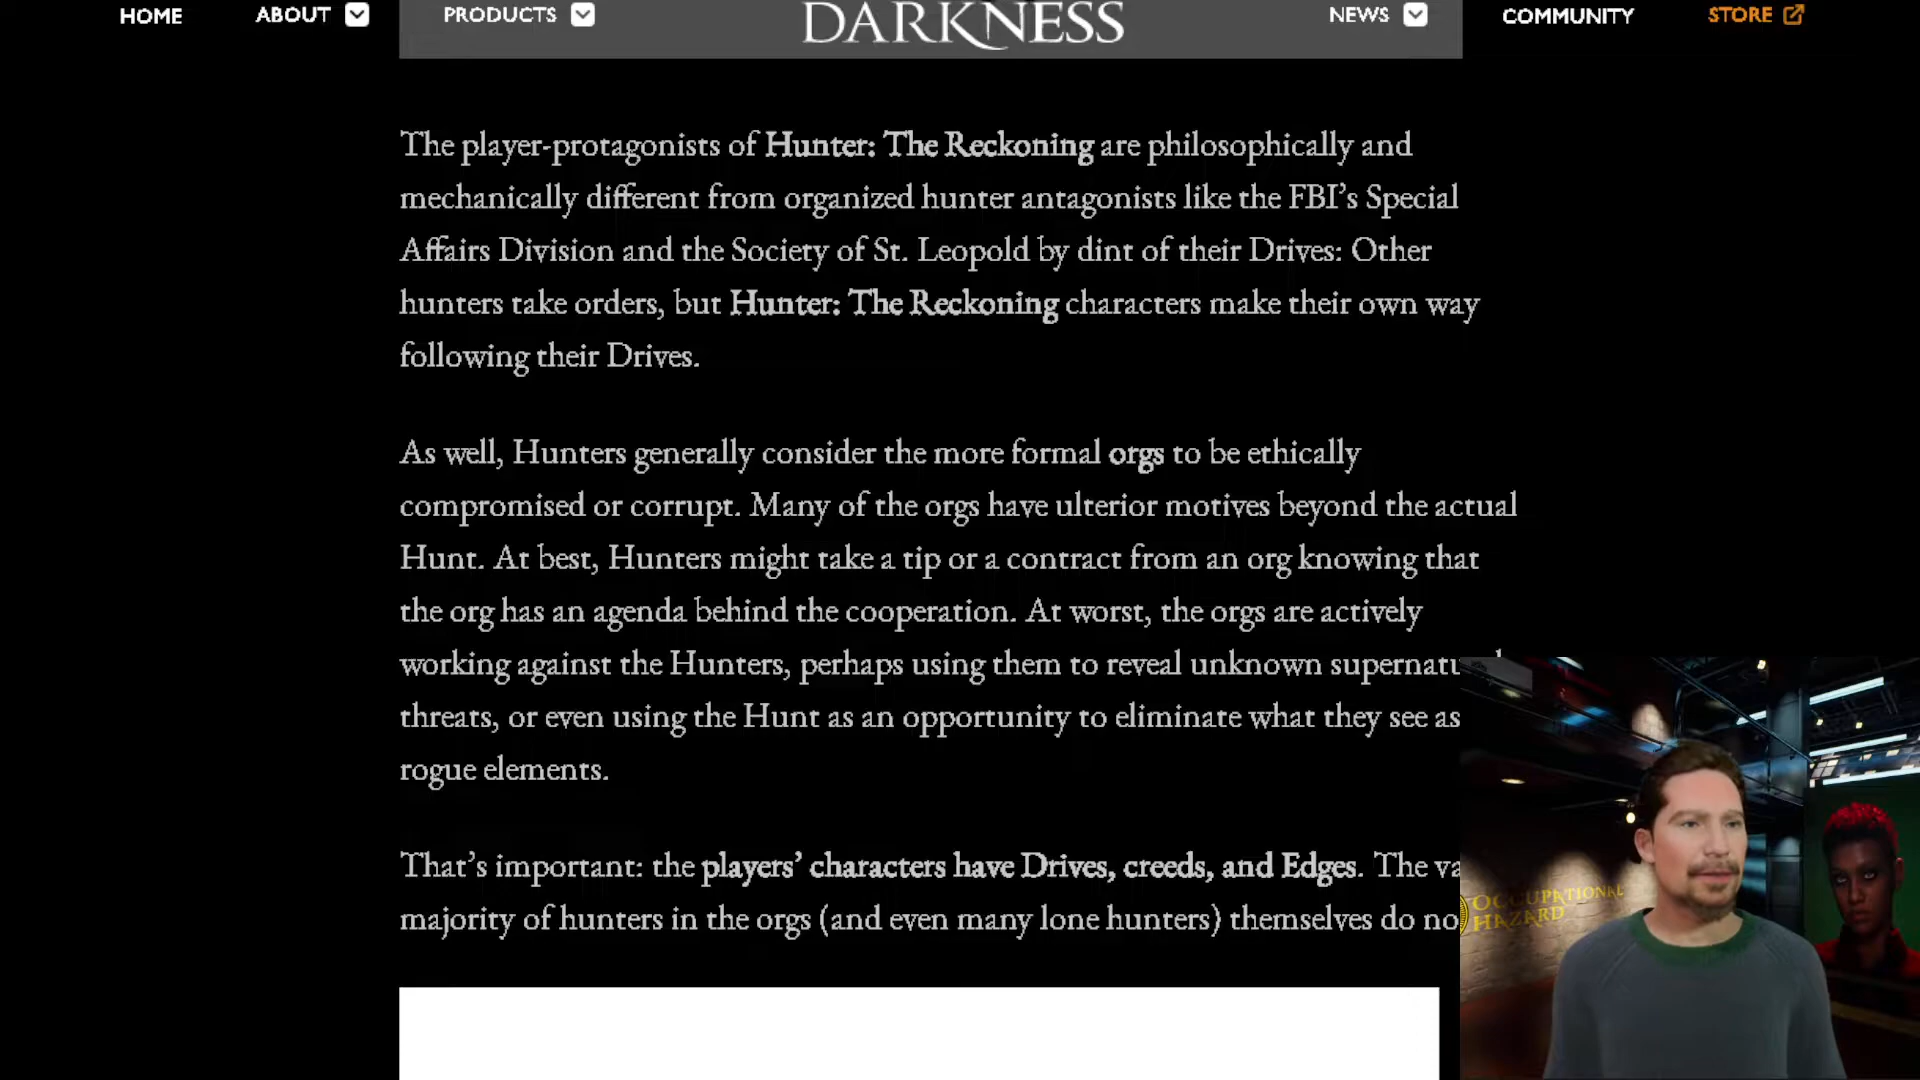 HOME
ABOUT
PRODUCTS
DARKNESS
NEWS
COMMUNITY
STORE
The player-protagonists of Hunter: The Reckoning are philosophically and
mechanically different from organized hunter antagonists like the FBI’s Special
Affairs Division and the Society of St. Leopold by dint of their Drives: Other
hunters take orders, but Hunter: The Reckoning characters make their own way
following their Drives.
As well, Hunters generally consider the more formal orgs to be ethically
compromised or corrupt. Many of the orgs have ulterior motives beyond the actual
Hunt. At best, Hunters might take a tip or a contract from an org knowing that
the org has an agenda behind the cooperation. At worst, the orgs are actively
working against the Hunters, perhaps using them to reveal unknown
threats, or even using the Hunt as an opportunity to eliminate what they see as
rogue elements.
That’s important: the players’ characters have Drives, creeds, and Edges. The
majority of hunters in the orgs (and even many lone hunters) themselves do
OCCUPATIONAL
HAZARD